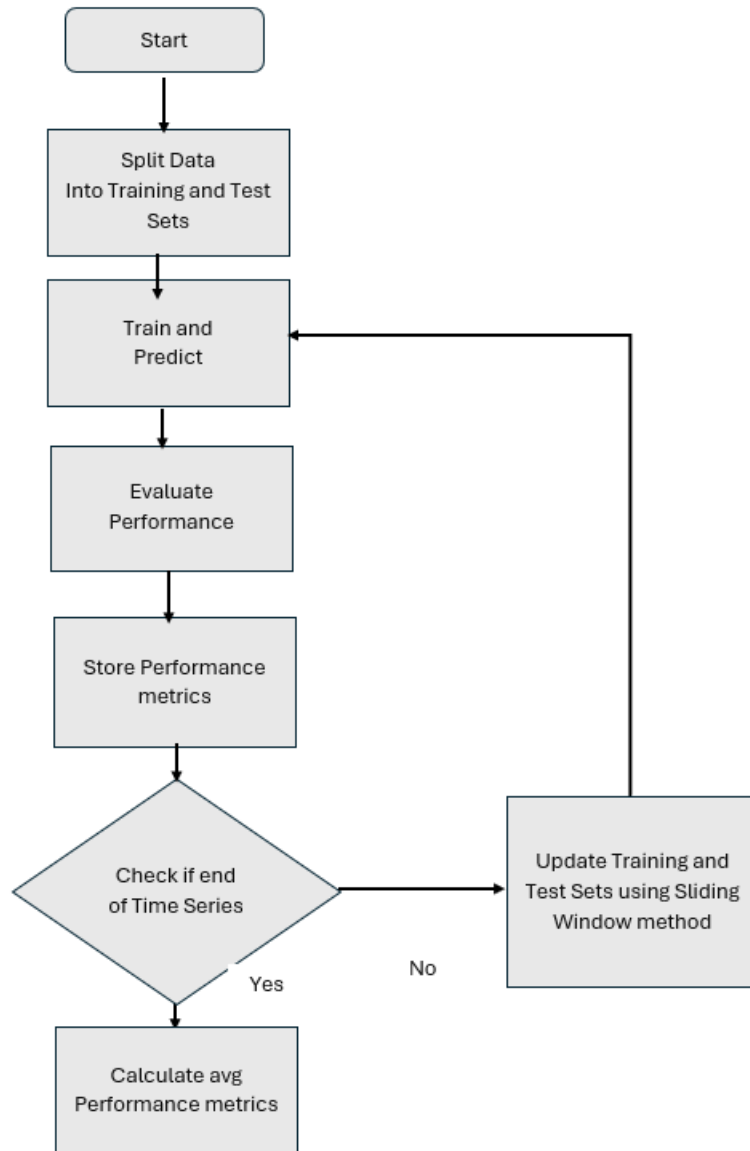 Start
Split Data
Into Training and Test
Sets
Train and
Predict
Evaluate
Performance
Store Performance
metrics
Check if end
of Time Series
Update Training and
Test Sets using Sliding
Window method
No
Yes
Calculate avg
Performance metrics